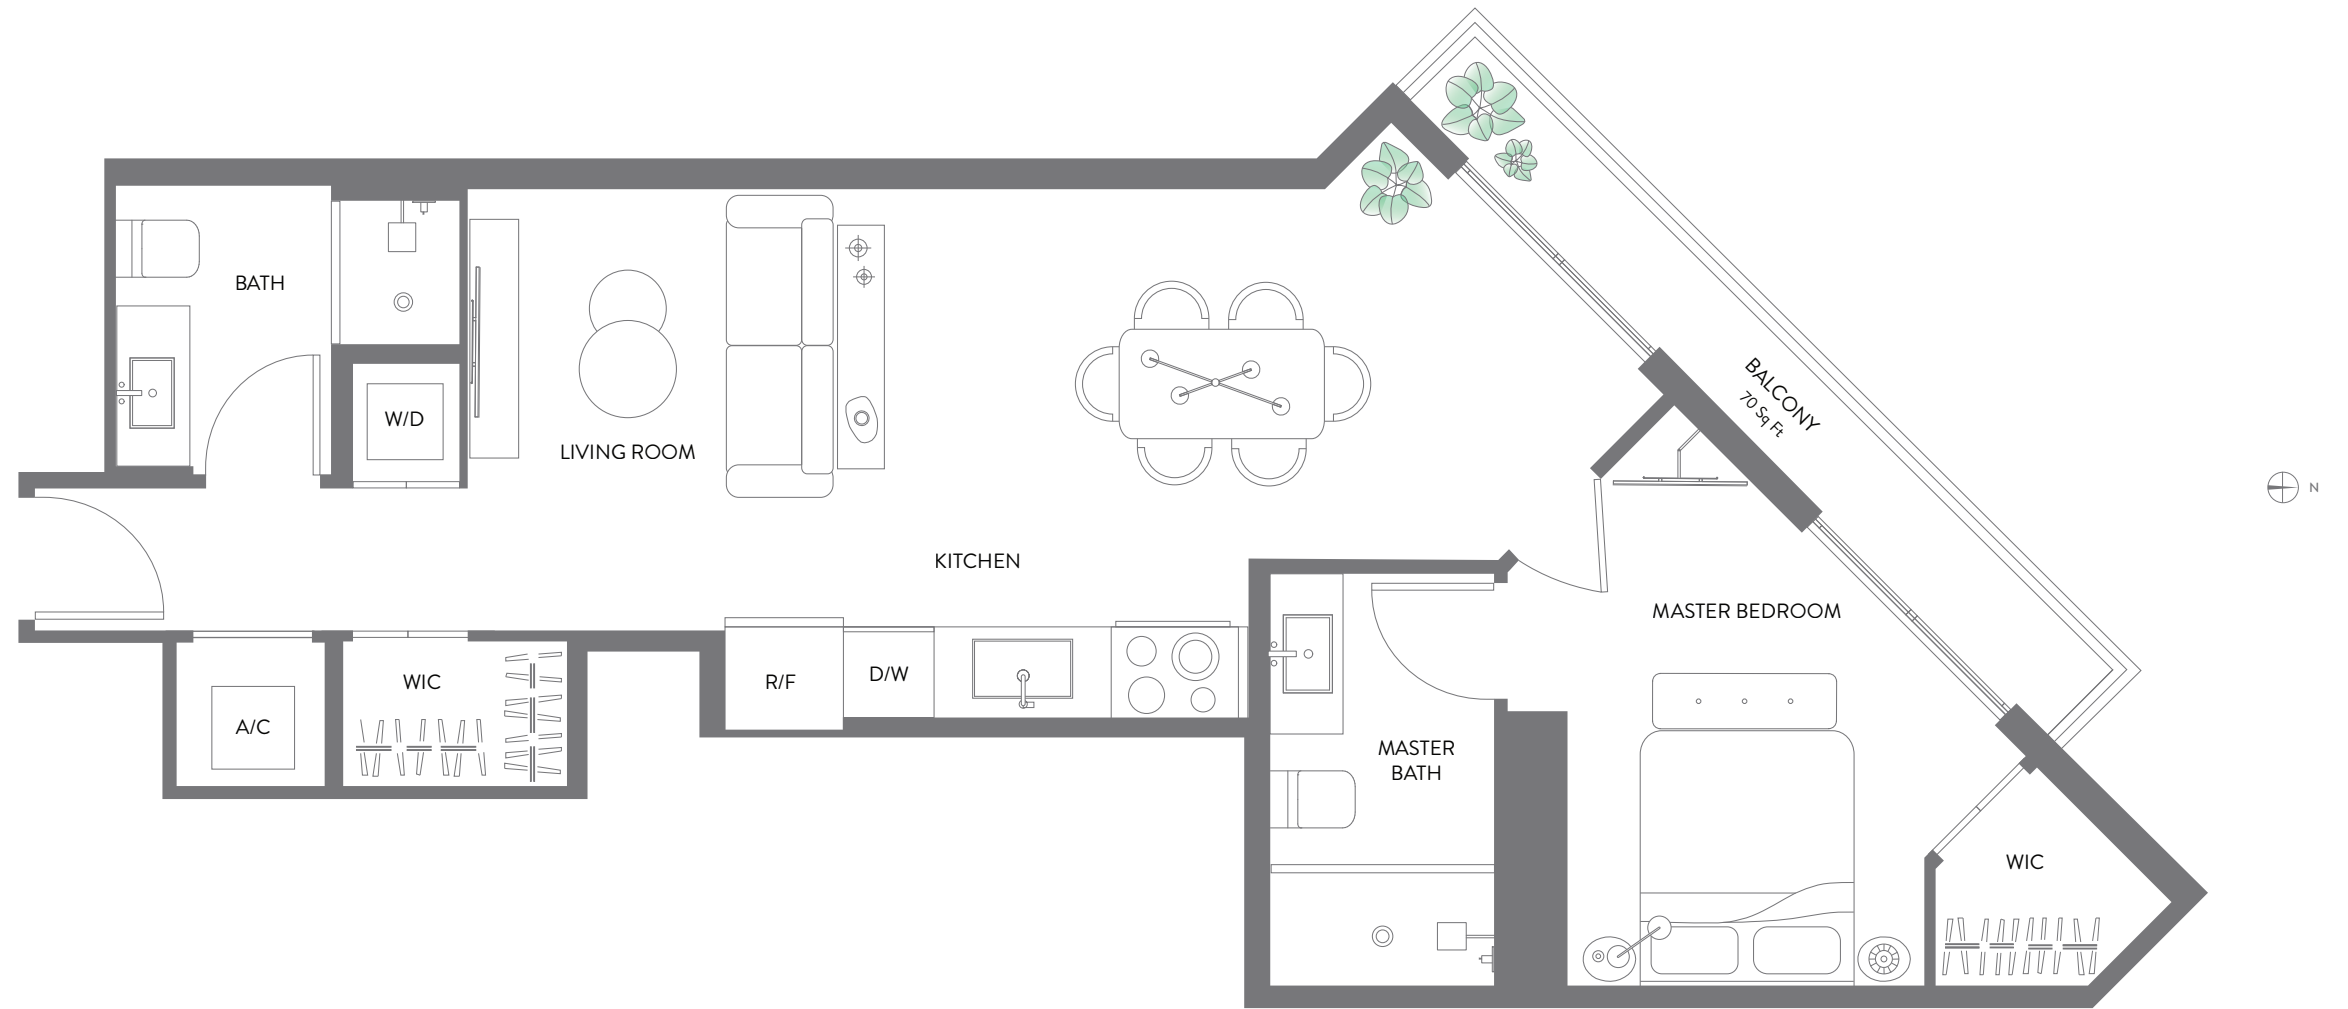 BATH
W/D
LIVING ROOM
KITCHEN
BALCONY
70 Sq Ft
N
MASTER BEDROOM
WIC
R/F
D/W
A/C
MASTER
BATH
WIC